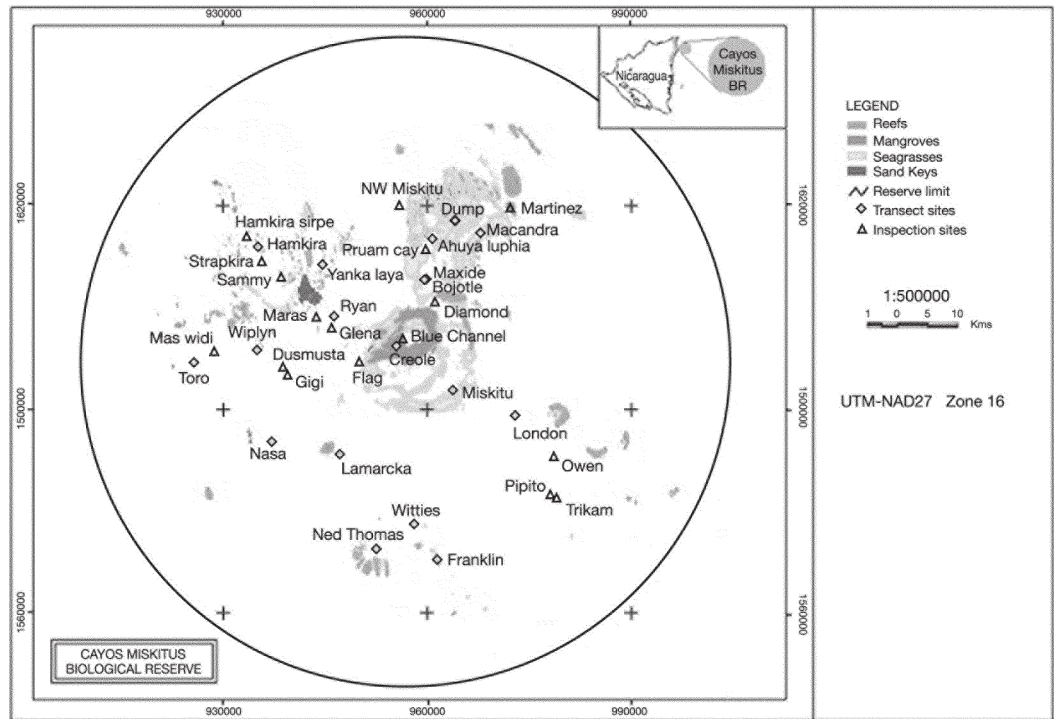 930000
960000
990000
Nicaragua
Cayos
Miskitus
BR
LEGEND
Reefs
Mangroves
Seagrasses
Sand Keys
Reserve limit
Transect sites
Inspection sites
1620000
1620000
NW Miskitu
Dump
Martinez
Hamkira sirpe
Macandra
Hamkira
Pruam cay
Ahuya luphia
Strapkira
Yanka laya
Sammy
Maxide
Bojotle
1:500000
1 0 5 10 Kms
Ryan
Diamond
Maras
Glena
Mas widi
Wiplyn
Blue Channel
Dusmusta
Creole
Toro
Gigi
Flag
Miskitu
UTM-NAD27 Zone 16
1500000
1500000
London
Nasa
Lamarcka
Owen
Pipito
Trikam
Witties
Ned Thomas
Franklin
1560000
1560000
CAYOS MISKITUS
BIOLOGICAL RESERVE
930000
960000
990000